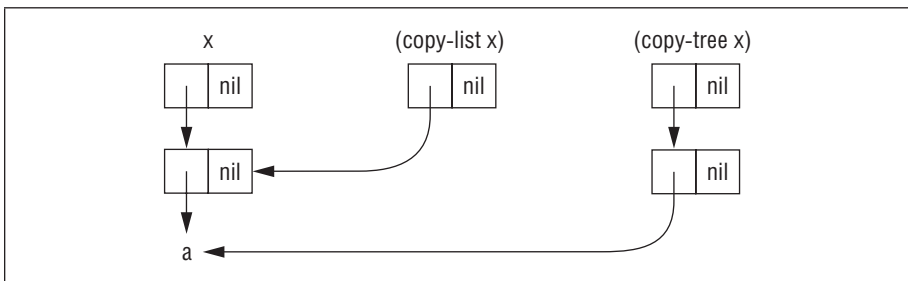 x (copy-list x) (copy-tree x)
nil nil nil
nil nil
a